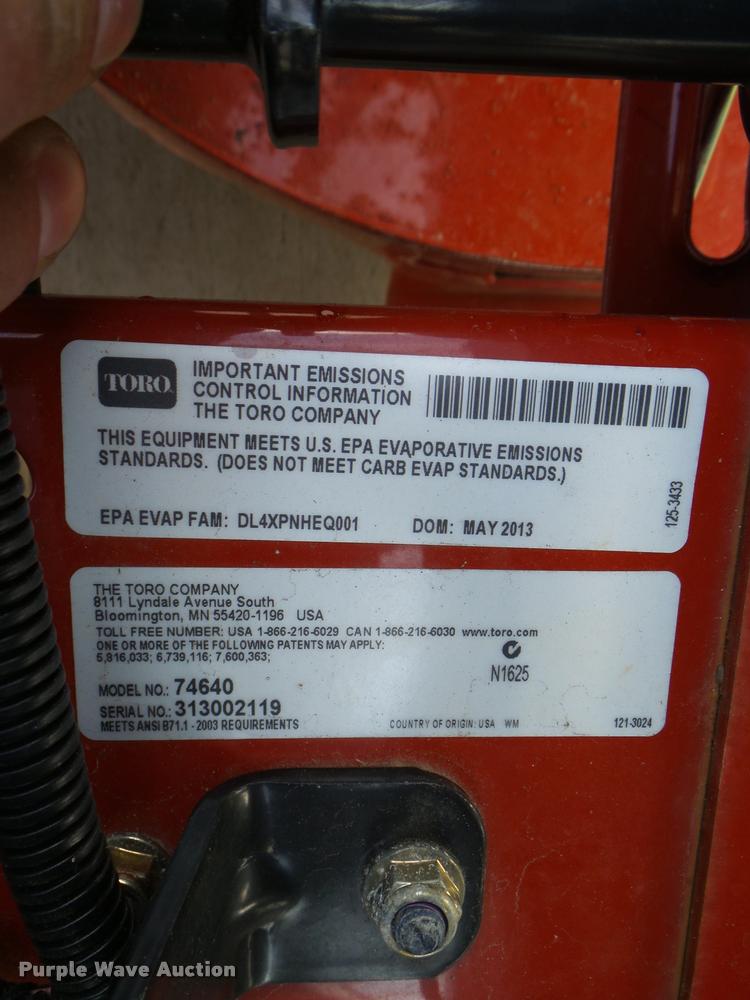 TORO
IMPORTANT EMISSIONS
CONTROL INFORMATION
THE TORO COMPANY
THIS EQUIPMENT MEETS U.S. EPA EVAPORATIVE EMISSIONS
STANDARDS. (DOES NOT MEET CARB EVAP STANDARDS.)
EPA EVAP FAM: DL4XPNHEQ001 DOM: MAY 2013
125-3433
THE TORO COMPANY
8111 Lyndale Avenue South
Bloomington, MN 55420-1196 USA
TOLL FREE NUMBER: USA 1-866-216-6029 CAN 1-866-216-6030 www.toro.com
ONE OR MORE OF THE FOLLOWING PATENTS MAY APPLY:
5,816,033; 6,739,116; 7,600,363;
N1625
MODEL NO.: 74640
SERIAL NO.: 313002119
MEETS ANSI B71.1 - 2003 REQUIREMENTS COUNTRY OF ORIGIN: USA WM 121-3024
Purple Wave Auction